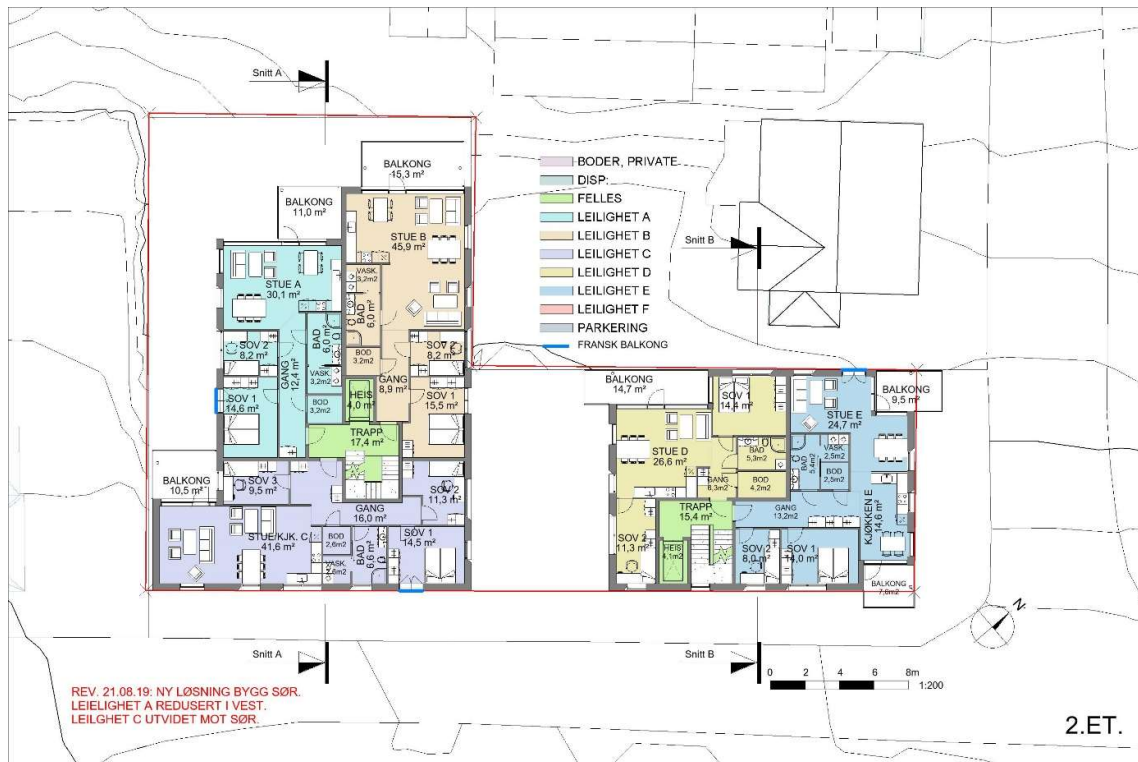 Snitt A
BALKONG
15,3 m²
BALKONG
11,0 m²
STUE B
45,9 m²
VASK.
3,2m2
BAD
6,0 m²
STUE A
30,1 m²
BAD
6,0 m²
SOV 2
8,2 m²
GANG
12,4 m²
VASK.
3,2m2
BOD
3,2m2
SOV 2
8,2 m²
SOV 1
14,6 m²
BOD
3,2m2
HEIS
4,0 m²
GANG
8,9 m²
SOV 1
15,5 m²
TRAPP
17,4 m²
BALKONG
10,5 m²
SOV 3
9,5 m²
SOV 2
11,3 m²
GANG
16,0 m²
STUE/KJK. C
41,6 m²
BOD
2,6m2
VASK.
BAD
6,6 m²
SOV 1
14,5 m²
BODER, PRIVATE
DISP:
FELLES
LEILIGHET A
LEILIGHET B
LEILIGHET C
LEILIGHET D
LEILIGHET E
LEILIGHET F
PARKERING
FRANSK BALKONG
Snitt B
BALKONG
14,7 m²
SOV 1
14,4 m²
STUE E
24,7 m²
BALKONG
9,5 m²
STUE D
26,6 m²
BAD
5,3m2
BAD
5,4m2
VASK.
2,5m2
BOD
2,5m2
GANG
6,3m2
BOD
4,2m2
KJØKKEN E
14,6 m²
TRAPP
15,4 m²
GANG
13,2m2
SOV 2
11,3 m²
HEIS
4,1m2
SOV 2
8,0 m²
SOV 1
14,0 m²
BALKONG
7,6m2
N
Snitt A
Snitt B
0 2 4 6 8m
1:200
REV. 21.08.19: NY LØSNING BYGG SØR.
LEIELIGHET A REDUSERT I VEST.
LEILGHET C UTVIDET MOT SØR.
2.ET.